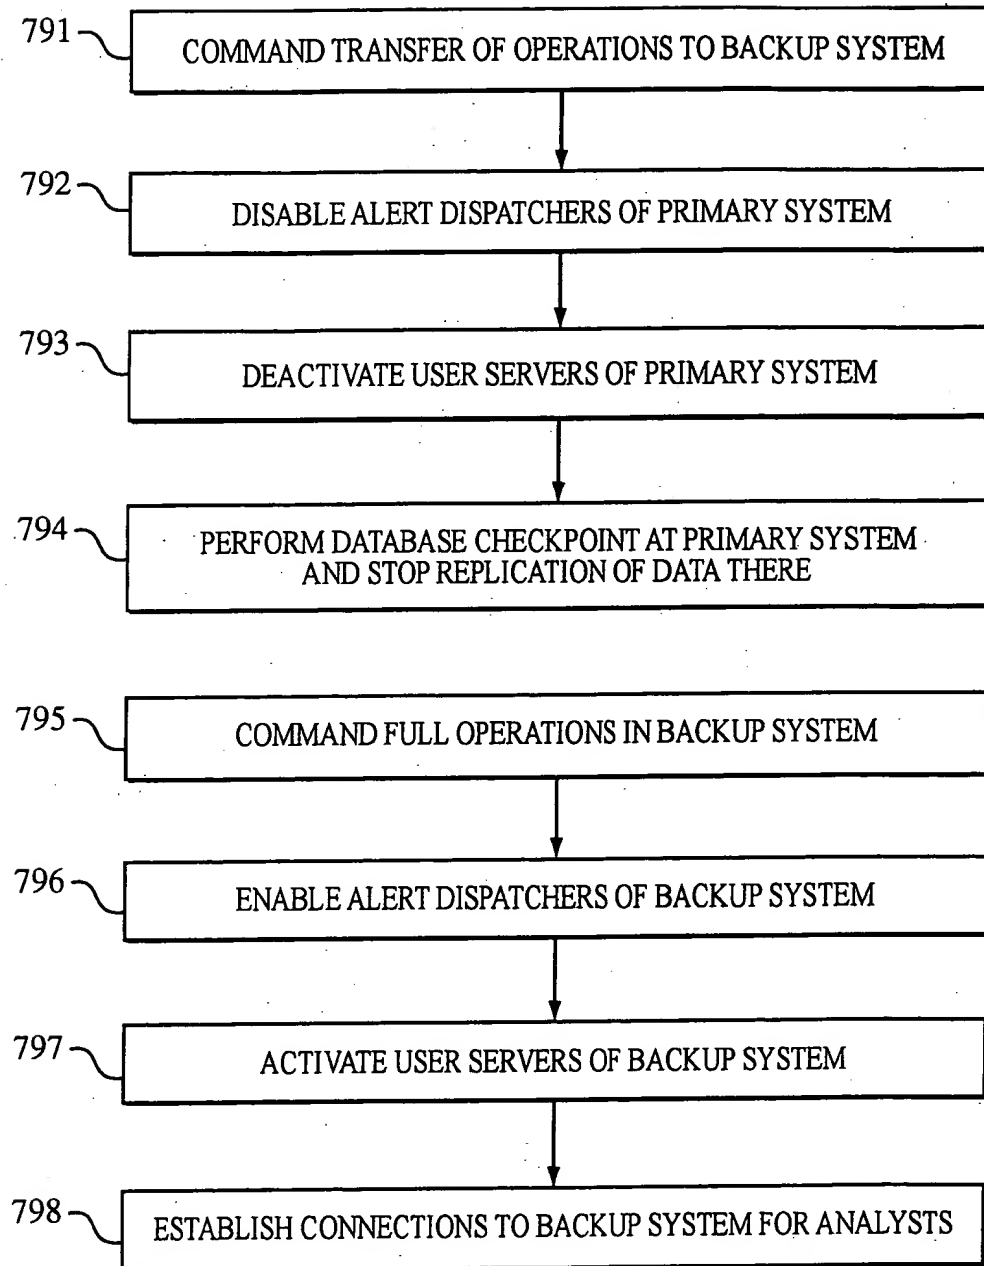 791
COMMAND TRANSFER OF OPERATIONS TO BACKUP SYSTEM
792
DISABLE ALERT DISPATCHERS OF PRIMARY SYSTEM
793
DEACTIVATE USER SERVERS OF PRIMARY SYSTEM
794
PERFORM DATABASE CHECKPOINT AT PRIMARY SYSTEM
AND STOP REPLICATION OF DATA THERE
795
COMMAND FULL OPERATIONS IN BACKUP SYSTEM
796
ENABLE ALERT DISPATCHERS OF BACKUP SYSTEM
797
ACTIVATE USER SERVERS OF BACKUP SYSTEM
798
ESTABLISH CONNECTIONS TO BACKUP SYSTEM FOR ANALYSTS